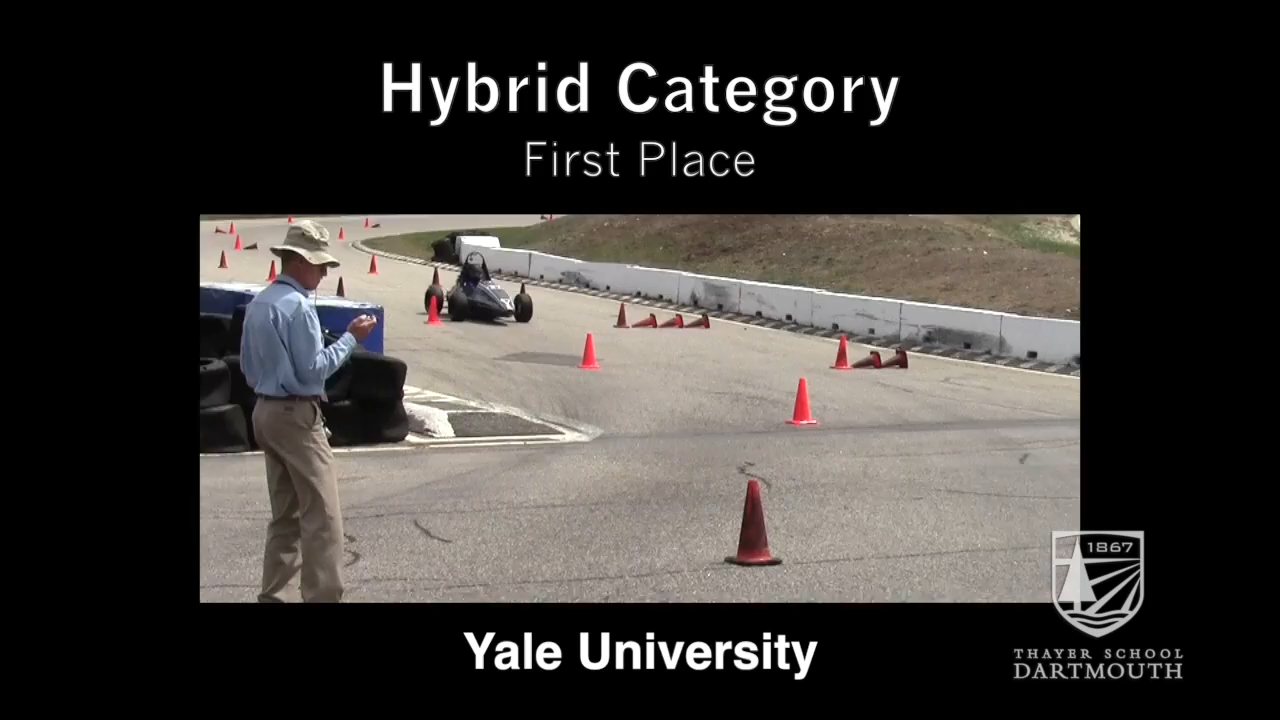 Hybrid Category
First Place
1867
Yale University
THAYER SCHOOL
DARTMOUTH